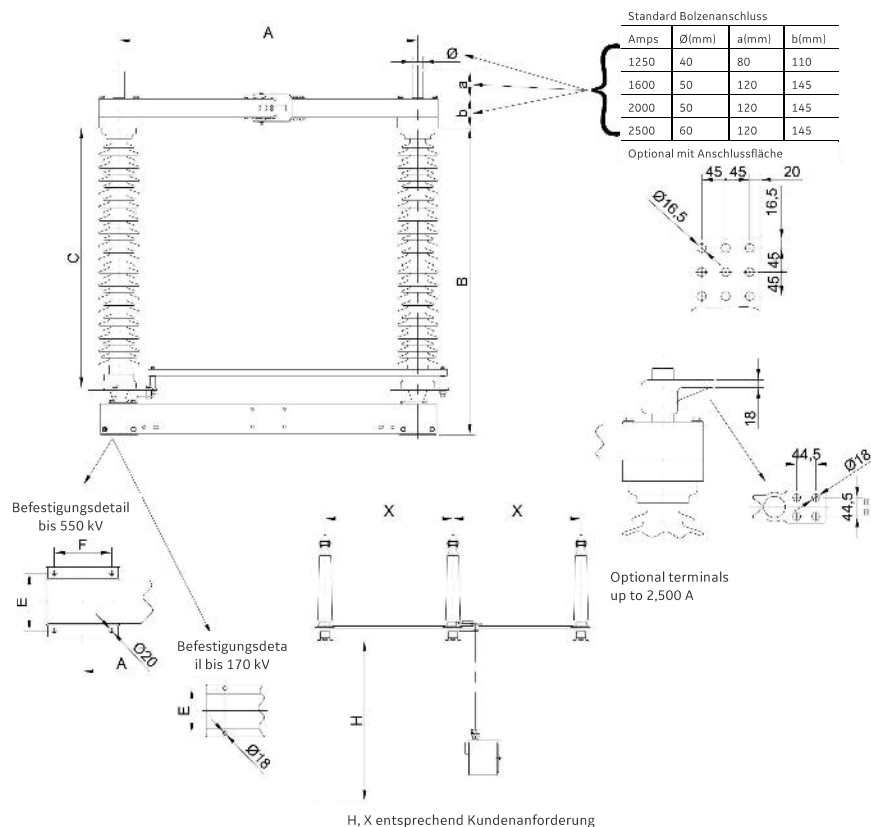 Standard Bolzenanschluss
Amps Ø(mm) a(mm) b(mm)
1250 40 80 110
1600 50 120 145
2000 50 120 145
2500 60 120 145
Optional mit Anschlussfläche
A
Ø
a
b
C
B
45 45 20
Ø16,5
16,5
45
45
18
44,5
Ø18
44,5
Optional terminals
up to 2,500 A
Befestigungsdetail
bis 550 kV
F
E
Ø20
A
Befestigungsdeta
il bis 170 kV
E
Ø18
X X
H
H, X entsprechend Kundenanforderung